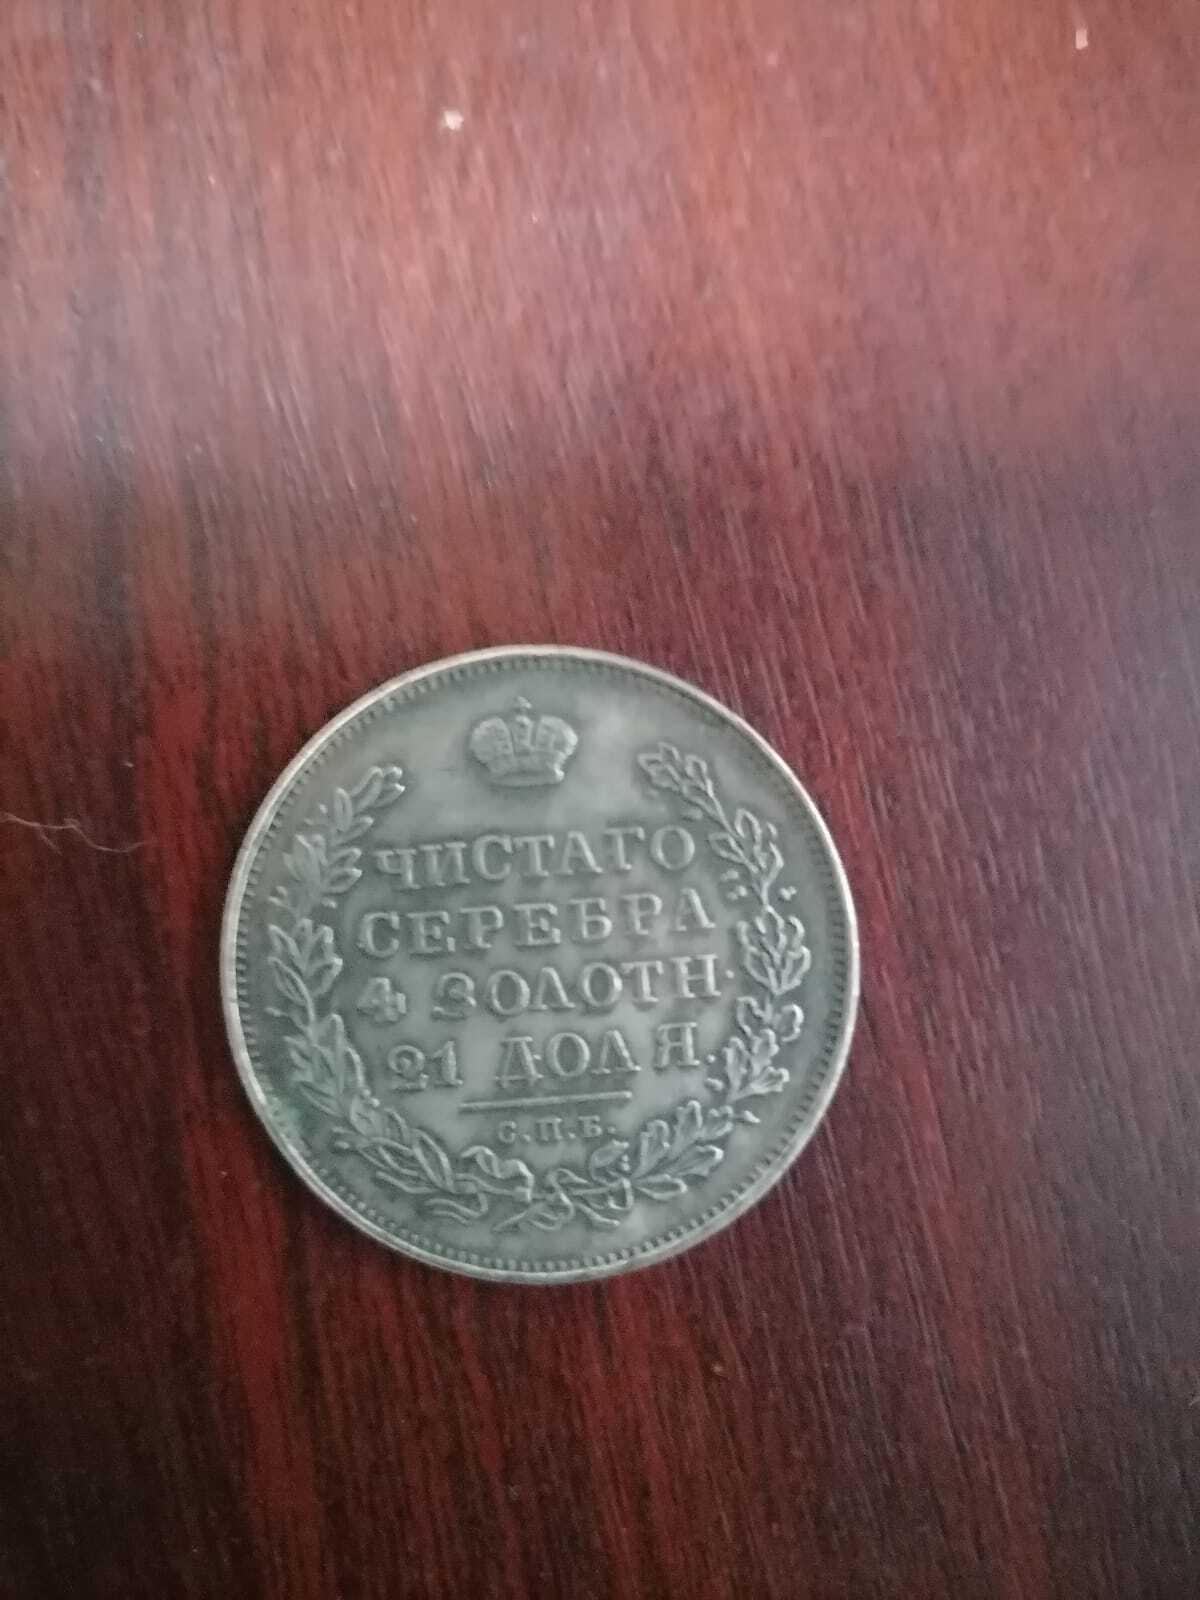 ЧИСТАГО
СЕРЕБРА
4 ЗОЛОТН.
21 ДОЛЯ.
С.П.Б.